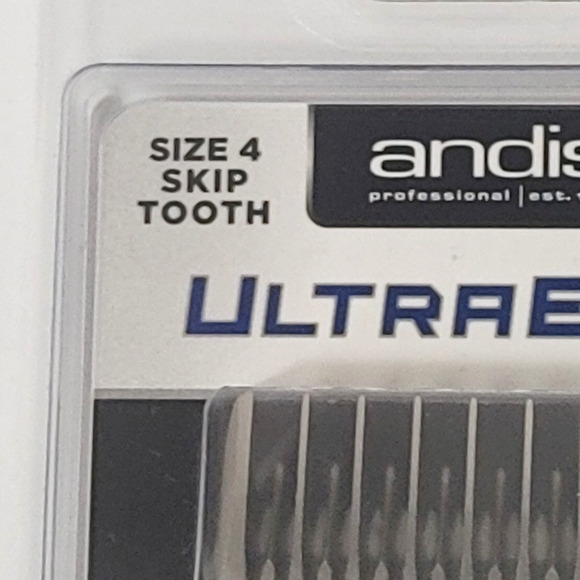 SIZE 4
SKIP
TOOTH
andis
professional | est.
ULTRAE